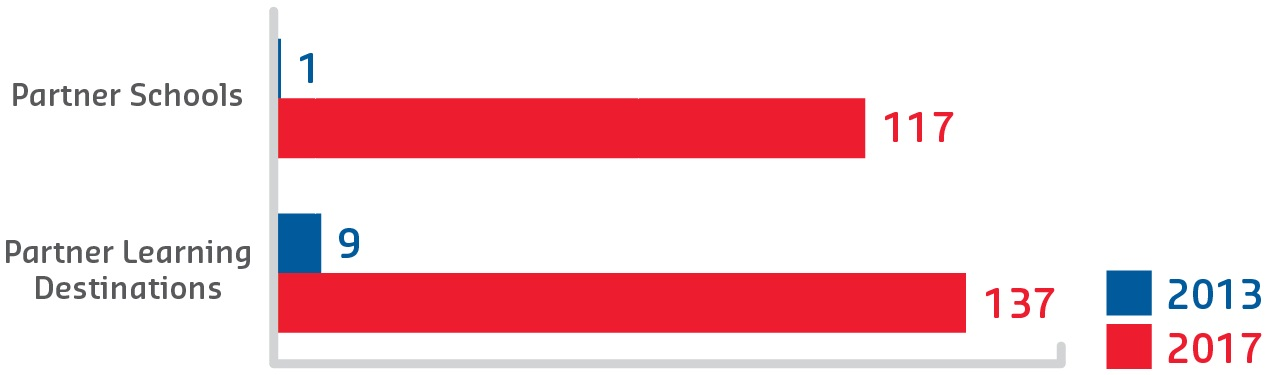 1
Partner Schools
117
9
Partner Learning
Destinations
137
2013
2017